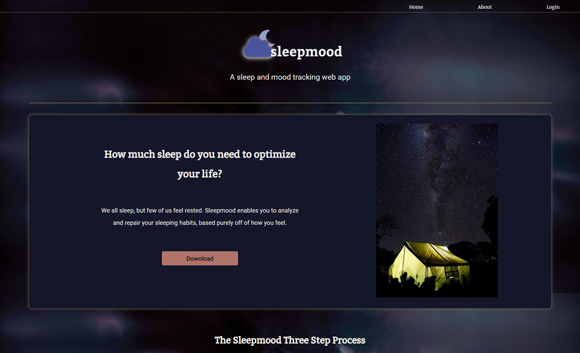 Home About Login
sleepmood
A sleep and mood tracking web app
How much sleep do you need to optimize
your life?
We all sleep, but few of us feel rested. Sleepmood enables you to analyze
and repair your sleeping habits, based purely off of how you feel.
Download
The Sleepmood Three Step Process